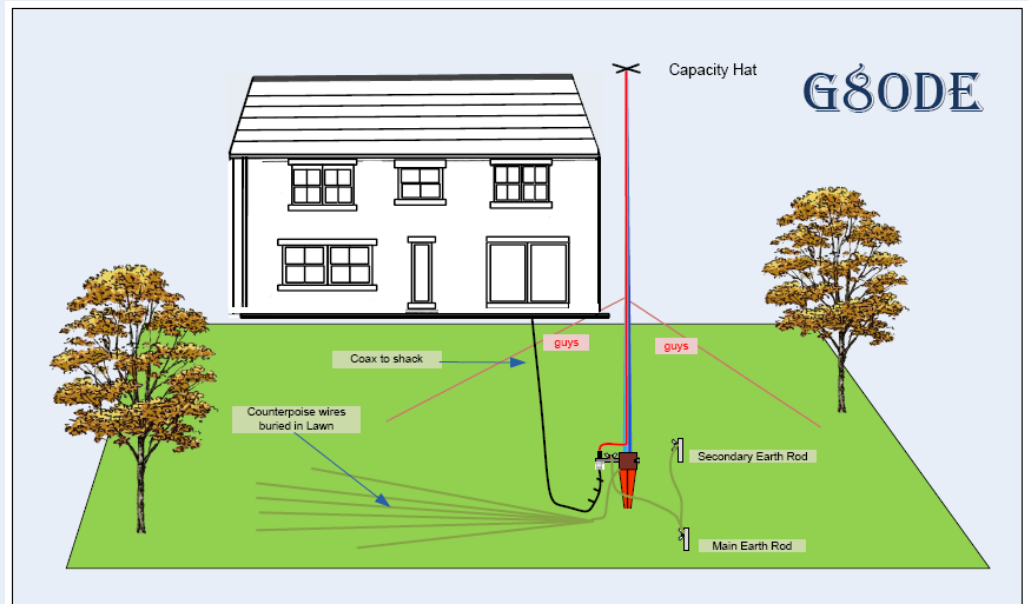 Capacity Hat
G8ODE
guys
guys
Coax to shack
Counterpoise wires
buried in Lawn
Secondary Earth Rod
Main Earth Rod